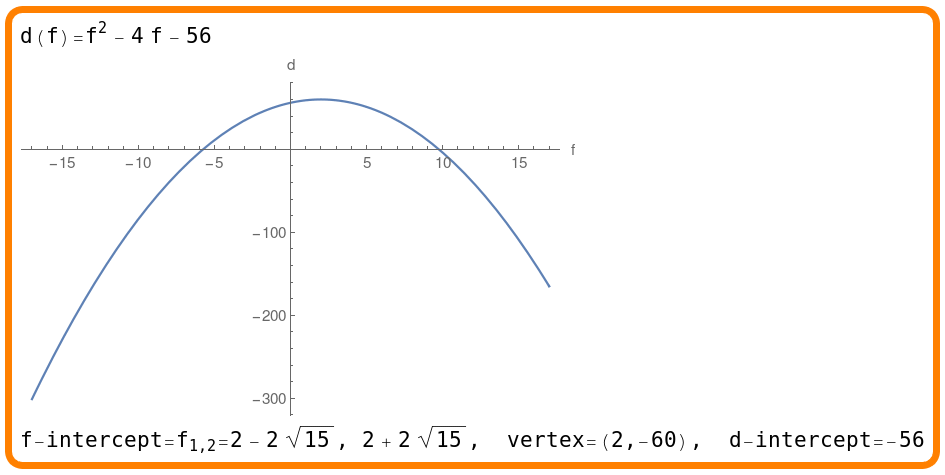 d(f)=f² − 4 f − 56
d
f
−15 −10 −5 5 10 15
−100
−200
−300
f−intercept=f₁,₂=2 − 2 √15, 2 + 2 √15, vertex=(2,−60), d−intercept=−56